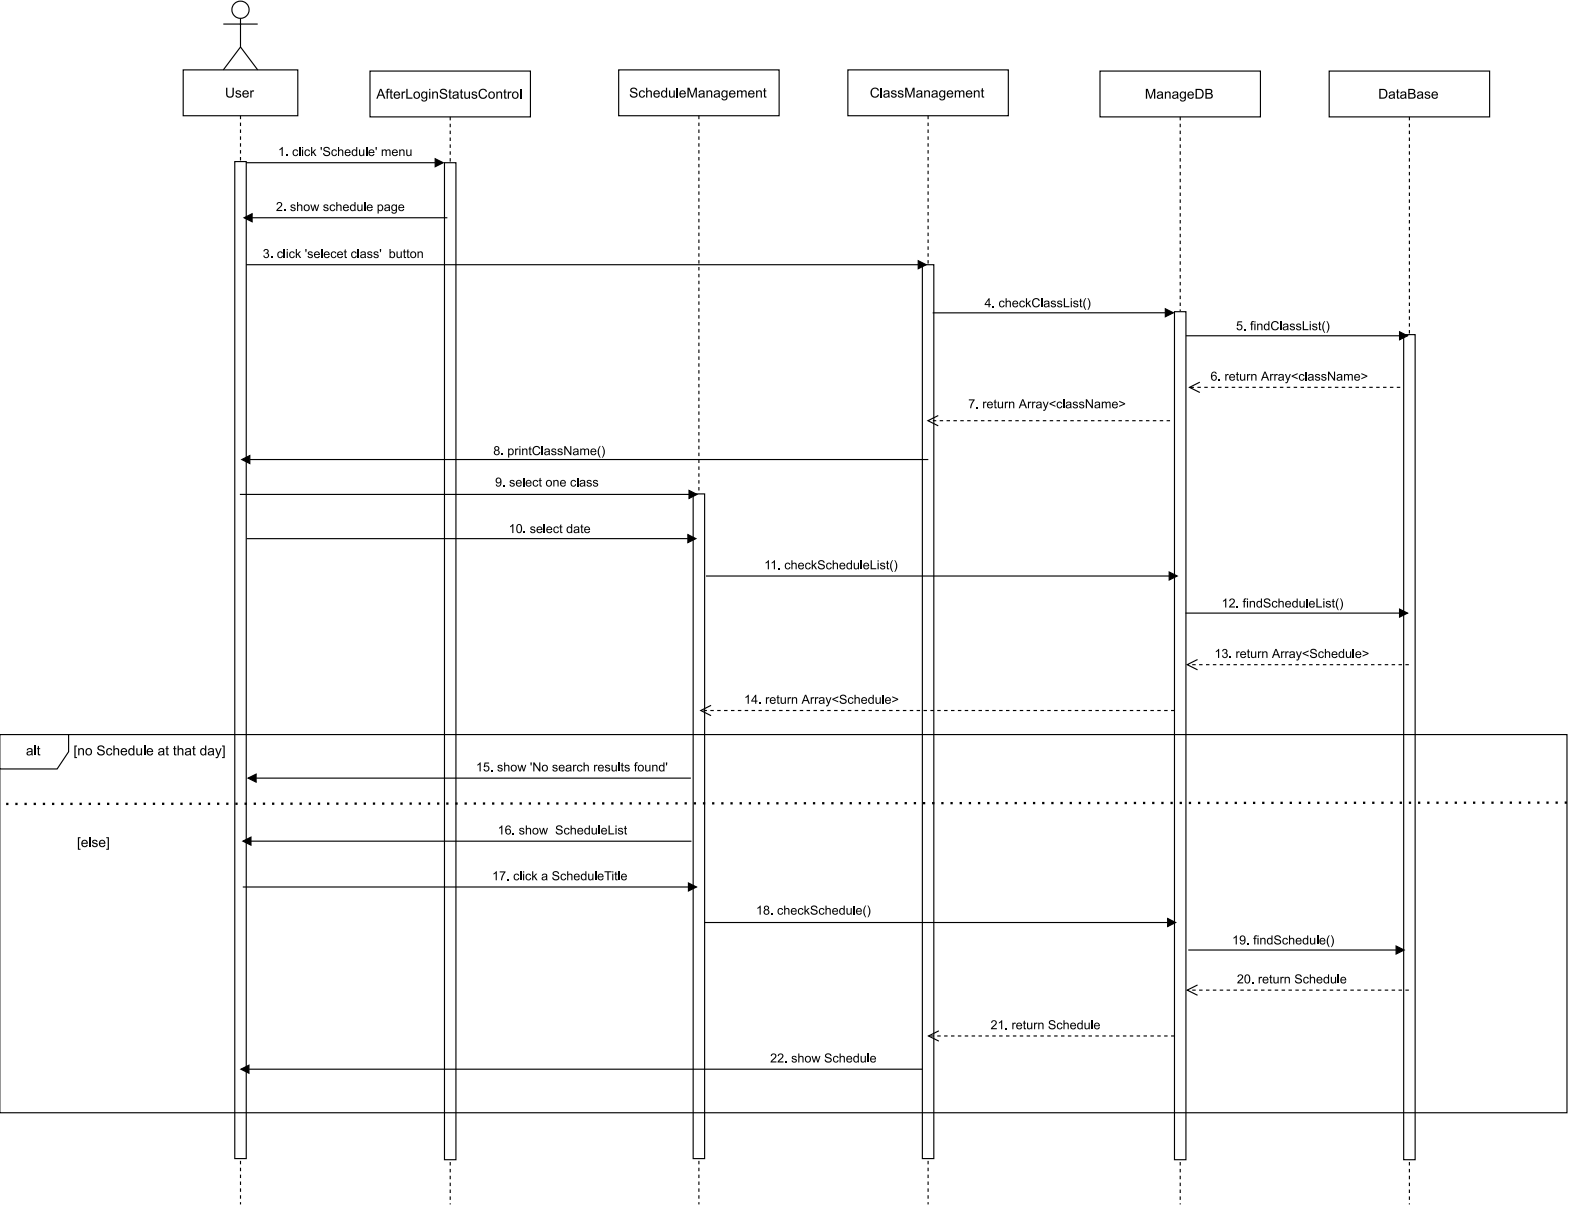 User
AfterLoginStatusControl
ScheduleManagement
ClassManagement
ManageDB
DataBase
1. click 'Schedule' menu
2. show schedule page
3. click 'selecet class'  button
4. checkClassList()
5. findClassList()
6. return Array<className>
7. return Array<className>
8. printClassName()
9. select one class
10. select date
11. checkScheduleList()
12. findScheduleList()
13. return Array<Schedule>
14. return Array<Schedule>
alt
[no Schedule at that day]
15. show 'No search results found'
16. show  ScheduleList
[else]
17. click a ScheduleTitle
18. checkSchedule()
19. findSchedule()
20. return Schedule
21. return Schedule
22. show Schedule